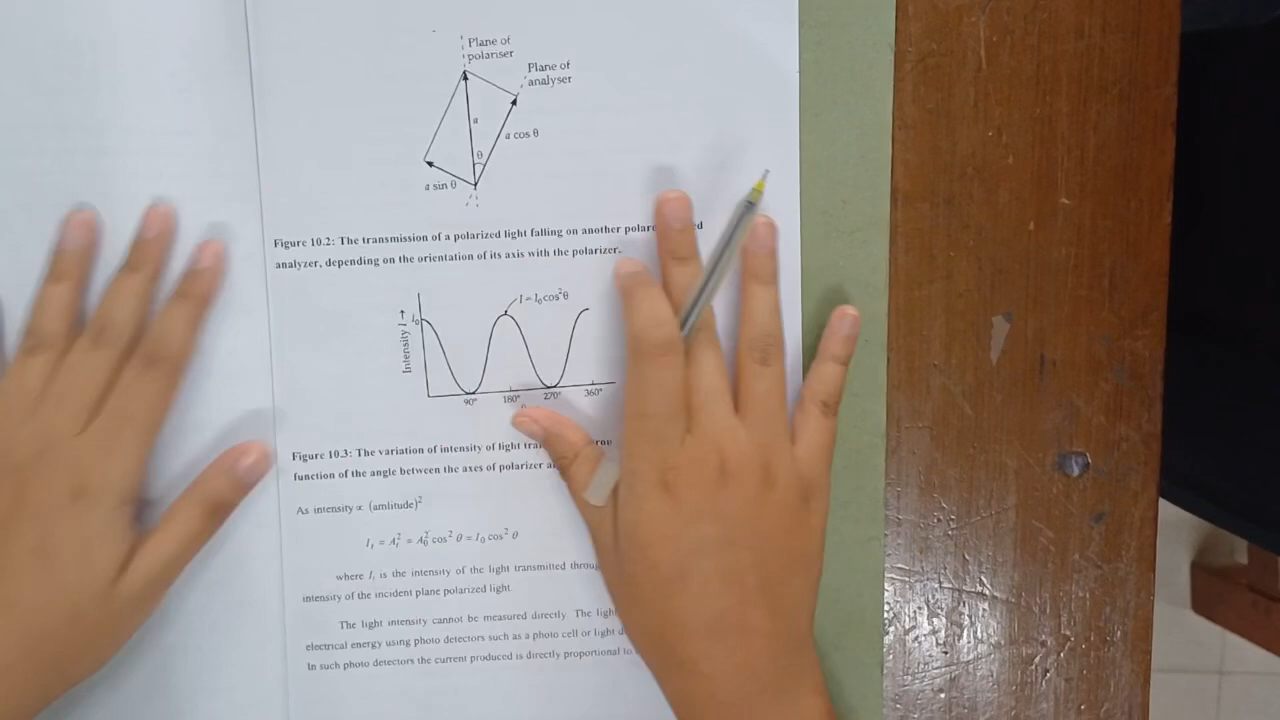 Plane of
polariser
Plane of
analyser
a
a cos θ
θ
a sin θ
Figure 10.2: The transmission of a polarized light falling on another
analyzer, depending on the orientation of its axis with the polarizer.
I = I₀cos²θ
I₀
Intensity I →
90° 180° 270° 360°
Figure 10.3: The variation of intensity of light
function of the angle between the axes of polarizer
As intensity ∝ (amlitude)²
Iₜ = Aₜ² = A₀² cos² θ = I₀ cos² θ
where Iₜ is the intensity of the light transmitted
intensity of the incident plane polarized light.
The light intensity cannot be measured directly. The light
electrical energy using photo detectors such as a photo cell or light
In such photo detectors the current produced is directly proportional to